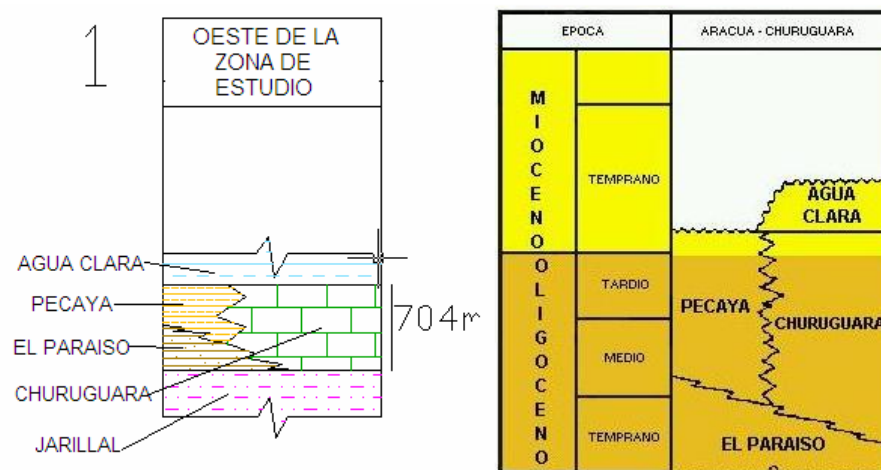 1
OESTE DE LA
ZONA DE
ESTUDIO
AGUA CLARA
PECAYA
EL PARAISO
CHURUGUARA
JARILLAL
704m
EPOCA
ARACUA - CHURUGUARA
MIOCENO
TEMPRANO
AGUA
CLARA
OLIGOCENO
TARDIO
PECAYA
CHURUGUARA
MEDIO
TEMPRANO
EL PARAISO